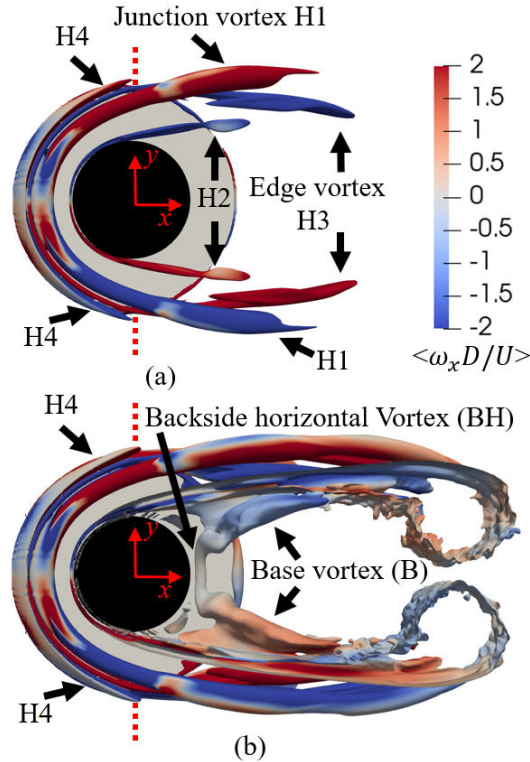 Junction vortex H1
H4
2
1.5
1
0.5
0
-0.5
-1
-1.5
-2
<ω_x D/U>
y
x
H2
Edge vortex
H3
H4
H1
(a)
H4
Backside horizontal Vortex (BH)
y
x
Base vortex (B)
H4
(b)